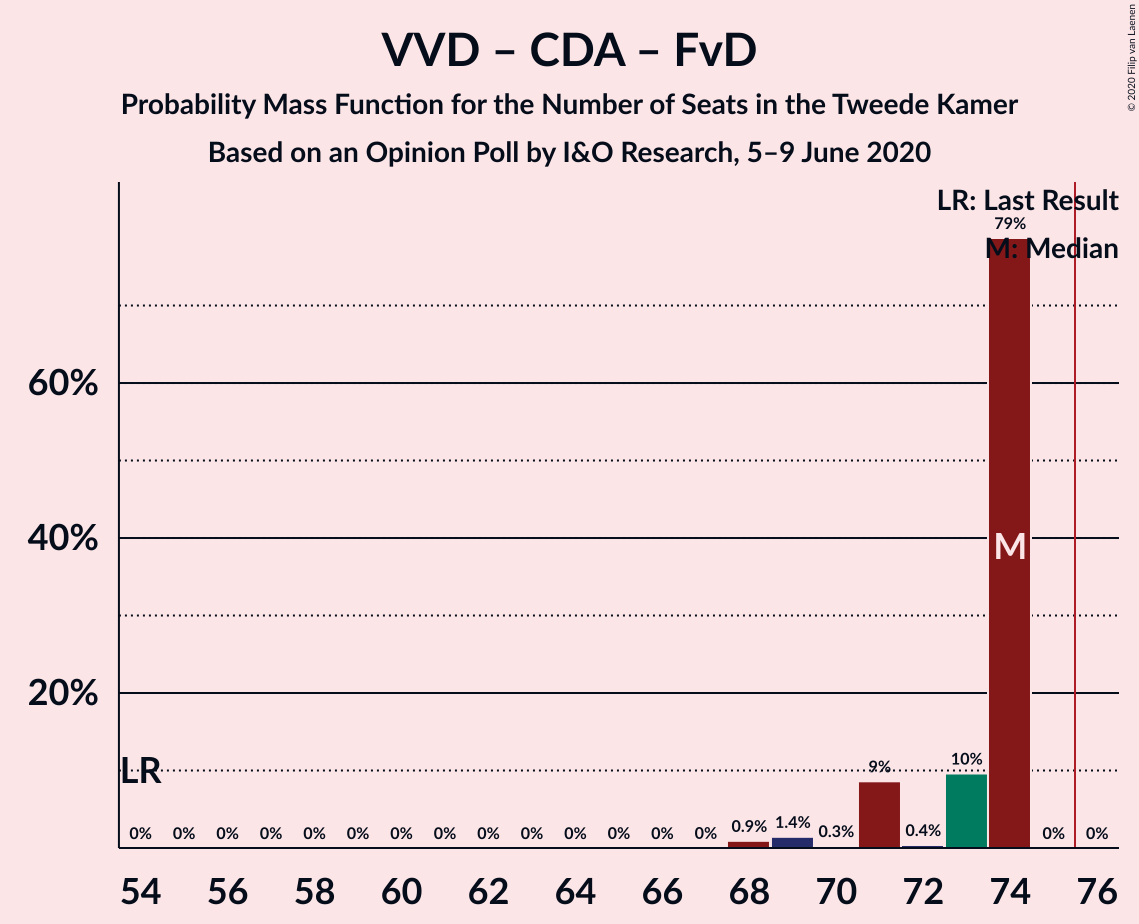 VVD – CDA – FvD
Probability Mass Function for the Number of Seats in the Tweede Kamer
Based on an Opinion Poll by I&O Research, 5–9 June 2020
© 2020 Filip van Laenen
LR: Last Result
79%
M: Median
60%
40%
M
20%
LR
0% 0% 0% 0% 0% 0% 0% 0% 0% 0% 0% 0% 0% 0% 0.9% 1.4% 0.3% 9% 0.4% 10% 0% 0%
54 56 58 60 62 64 66 68 70 72 74 76